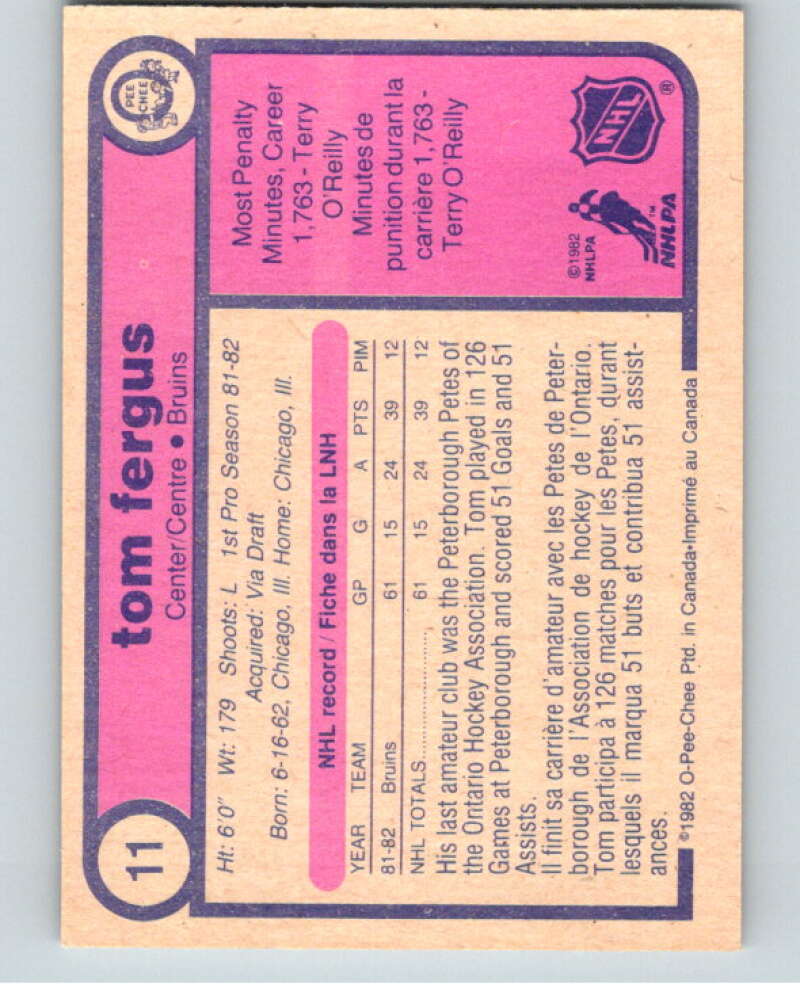 11
tom fergus
Center/Centre • Bruins
PEE
CHEE
Ht: 6'0" Wt: 179 Shoots: L 1st Pro Season 81-82
Acquired: Via Draft
Born: 6-16-62, Chicago, Ill. Home: Chicago, Ill.
NHL record / Fiche dans la LNH
YEAR TEAM GP G A PTS PIM
81-82 Bruins 61 15 24 39 12
NHL TOTALS.................... 61 15 24 39 12
His last amateur club was the Peterborough Petes of
the Ontario Hockey Association. Tom played in 126
Games at Peterborough and scored 51 Goals and 51
Assists.
Il finit sa carrière d'amateur avec les Petes de Peter-
borough de l'Association de hockey de l'Ontario.
Tom participa à 126 matches pour les Petes, durant
lesquels il marqua 51 buts et contribua 51 assist-
ances.
Most Penalty
Minutes, Career
1,763 - Terry
O'Reilly
Minutes de
punition durant la
carrière 1,763 -
Terry O'Reilly
©1982
NHLPA
NHL
®
™
NHLPA
©1982 O-Pee-Chee Ptd. in Canada•Imprimé au Canada